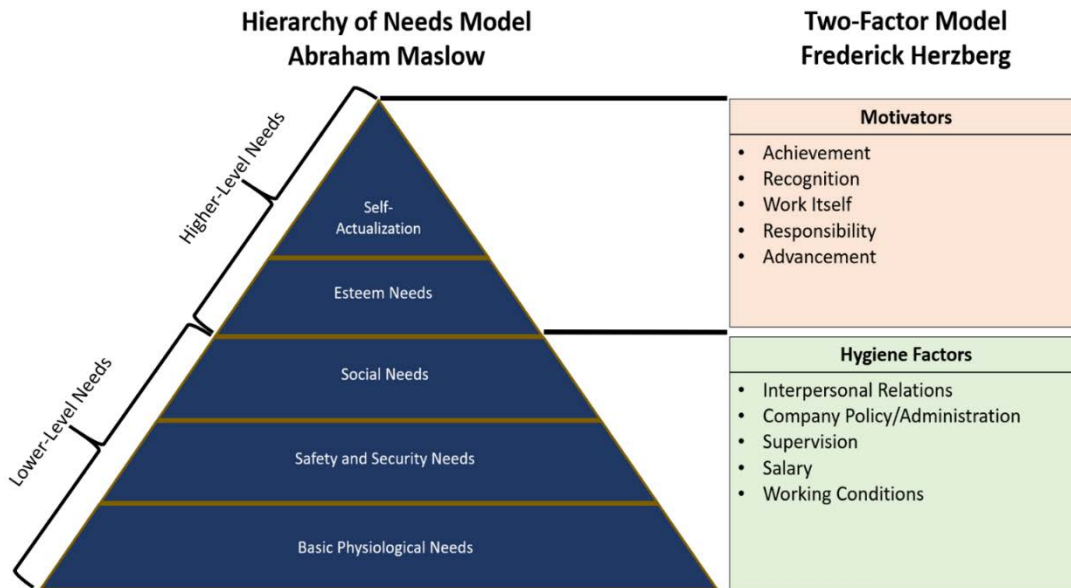 Hierarchy of Needs Model
Abraham Maslow
Two-Factor Model
Frederick Herzberg
Higher-Level Needs
Lower-Level Needs
Self-
Actualization
Esteem Needs
Social Needs
Safety and Security Needs
Basic Physiological Needs
Motivators
• Achievement
• Recognition
• Work Itself
• Responsibility
• Advancement
Hygiene Factors
• Interpersonal Relations
• Company Policy/Administration
• Supervision
• Salary
• Working Conditions